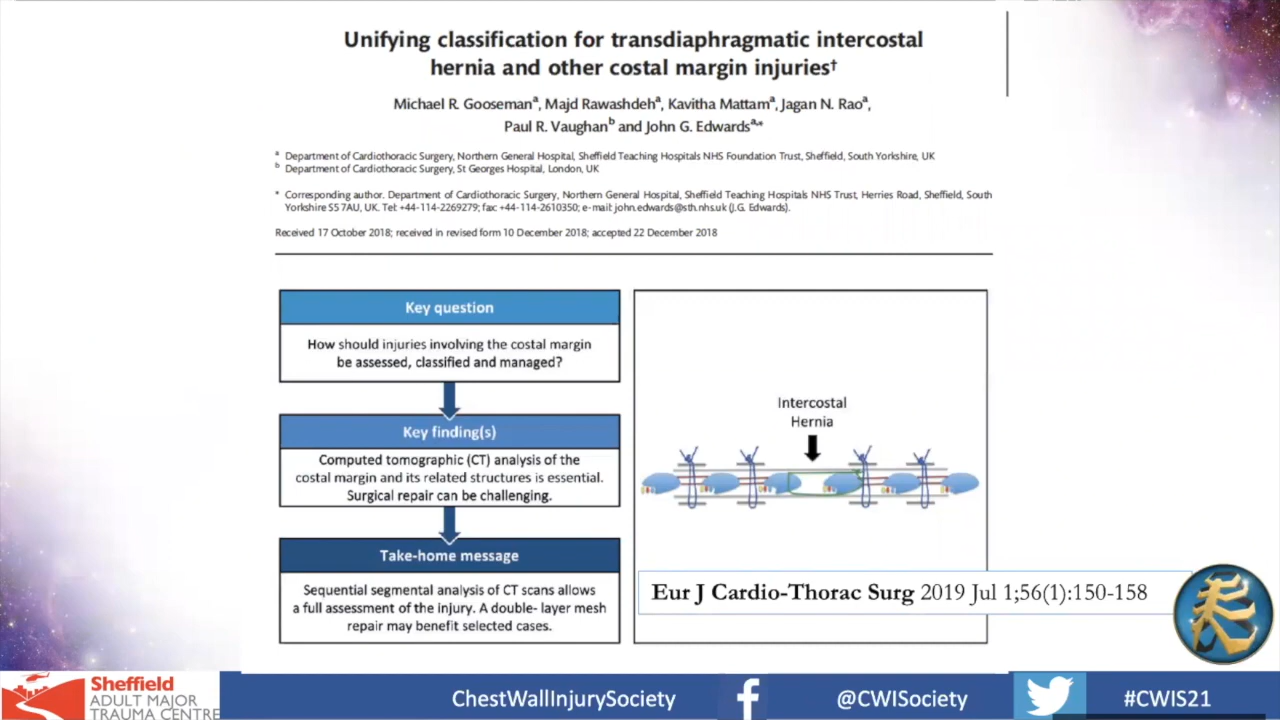 Unifying classification for transdiaphragmatic intercostal
hernia and other costal margin injuries†
Michael R. Goosemanᵃ, Majd Rawashdehᵃ, Kavitha Mattamᵃ, Jagan N. Raoᵃ,
Paul R. Vaughanᵇ and John G. Edwardsᵃ,*
ᵃ Department of Cardiothoracic Surgery, Northern General Hospital, Sheffield Teaching Hospitals NHS Foundation Trust, Sheffield, South Yorkshire, UK
ᵇ Department of Cardiothoracic Surgery, St Georges Hospital, London, UK
* Corresponding author. Department of Cardiothoracic Surgery, Northern General Hospital, Sheffield Teaching Hospitals NHS Trust, Herries Road, Sheffield, South
Yorkshire S5 7AU, UK. Tel: +44-114-2269279; fax: +44-114-2610350; e-mail: john.edwards@sth.nhs.uk (J.G. Edwards).
Received 17 October 2018; received in revised form 10 December 2018; accepted 22 December 2018
Key question
How should injuries involving the costal margin
be assessed, classified and managed?
Key finding(s)
Computed tomographic (CT) analysis of the
costal margin and its related structures is essential.
Surgical repair can be challenging.
Take-home message
Sequential segmental analysis of CT scans allows
a full assessment of the injury. A double- layer mesh
repair may benefit selected cases.
Intercostal
Hernia
Eur J Cardio-Thorac Surg 2019 Jul 1;56(1):150-158
Sheffield
ADULT MAJOR
TRAUMA CENTRE
ChestWallInjurySociety
@CWISociety
#CWIS21